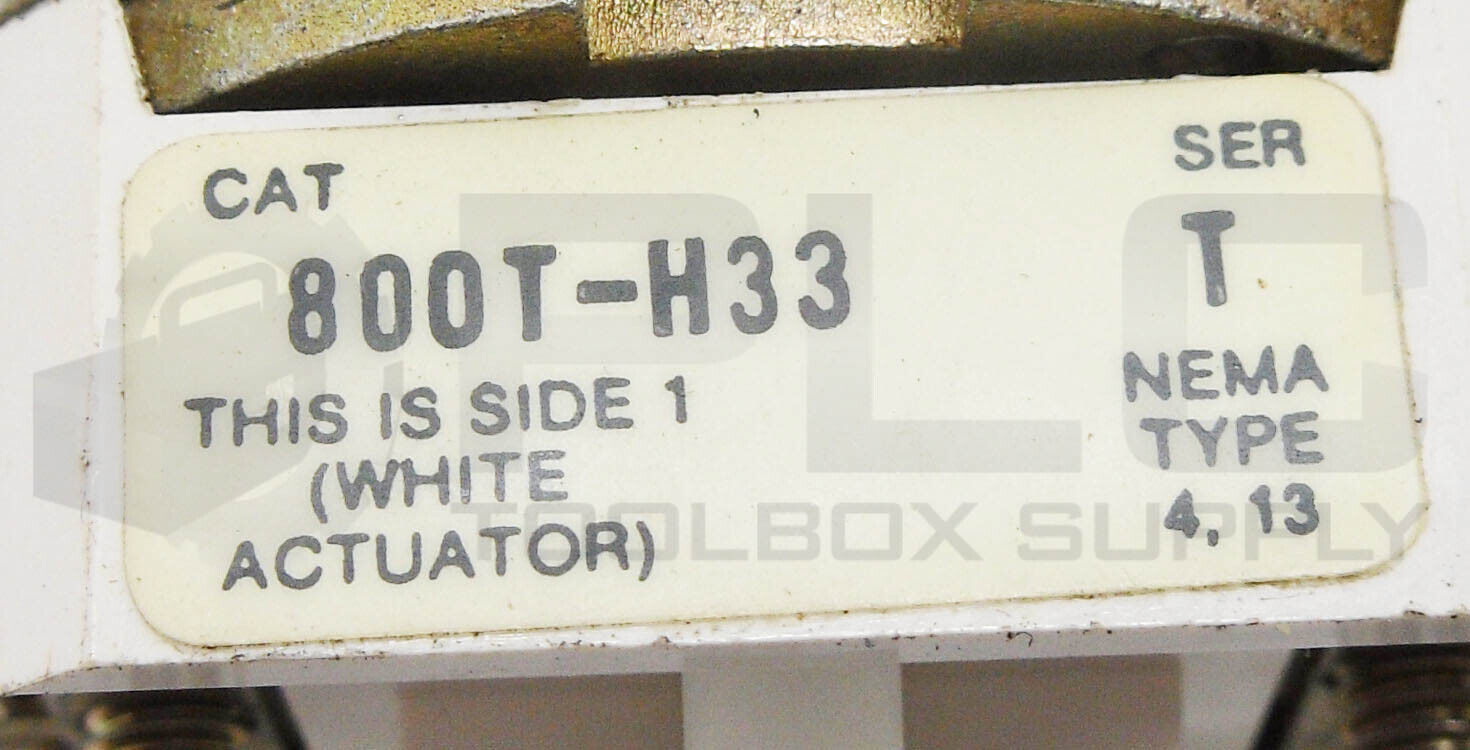 CAT
SER
800T-H33
T
THIS IS SIDE 1
(WHITE
ACTUATOR)
NEMA
TYPE
4, 13
PLC
TOOLBOX SUPPLY